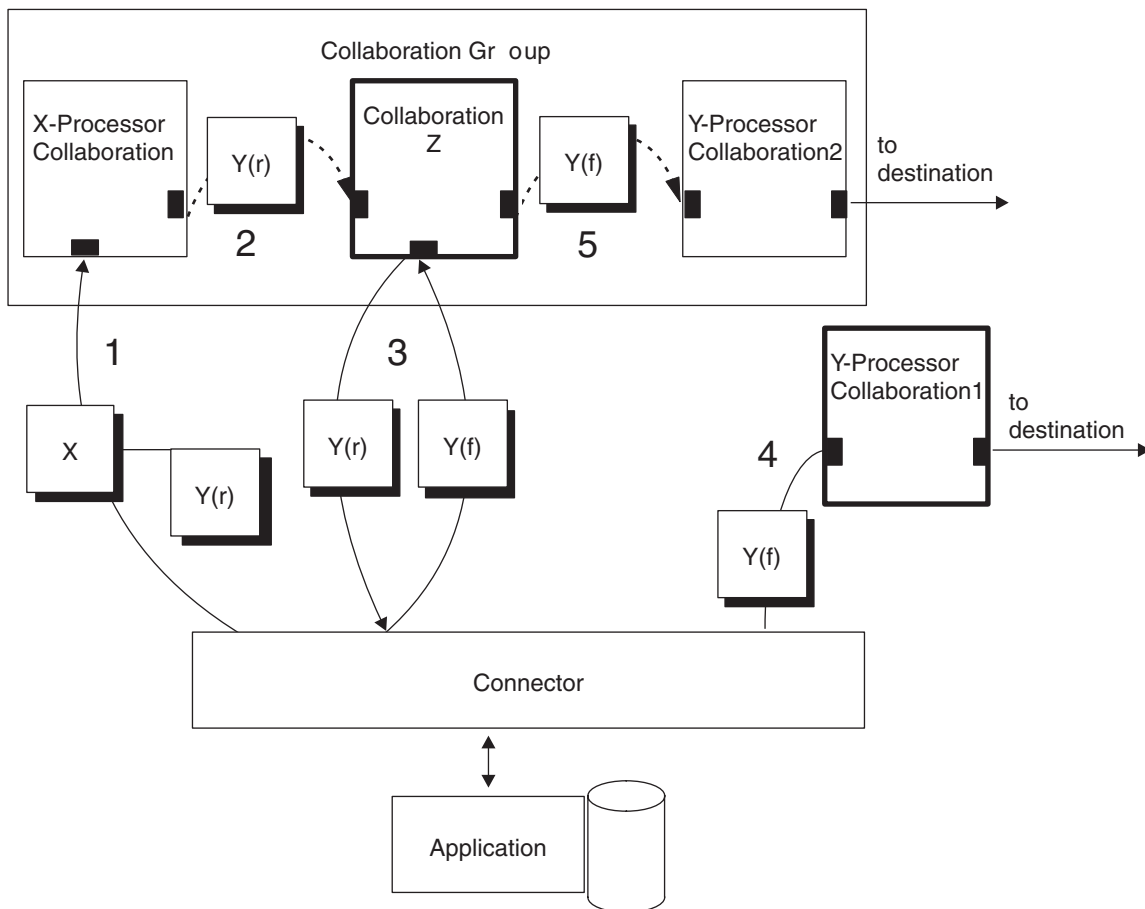 Collaboration Gr oup
X-Processor
Collaboration
Y(r)
Collaboration
Z
Y(f)
Y-Processor
Collaboration2
to
destination
2
5
1
3
X
Y(r)
Y(r)
Y(f)
4
Y(f)
Y-Processor
Collaboration1
to
destination
Connector
Application